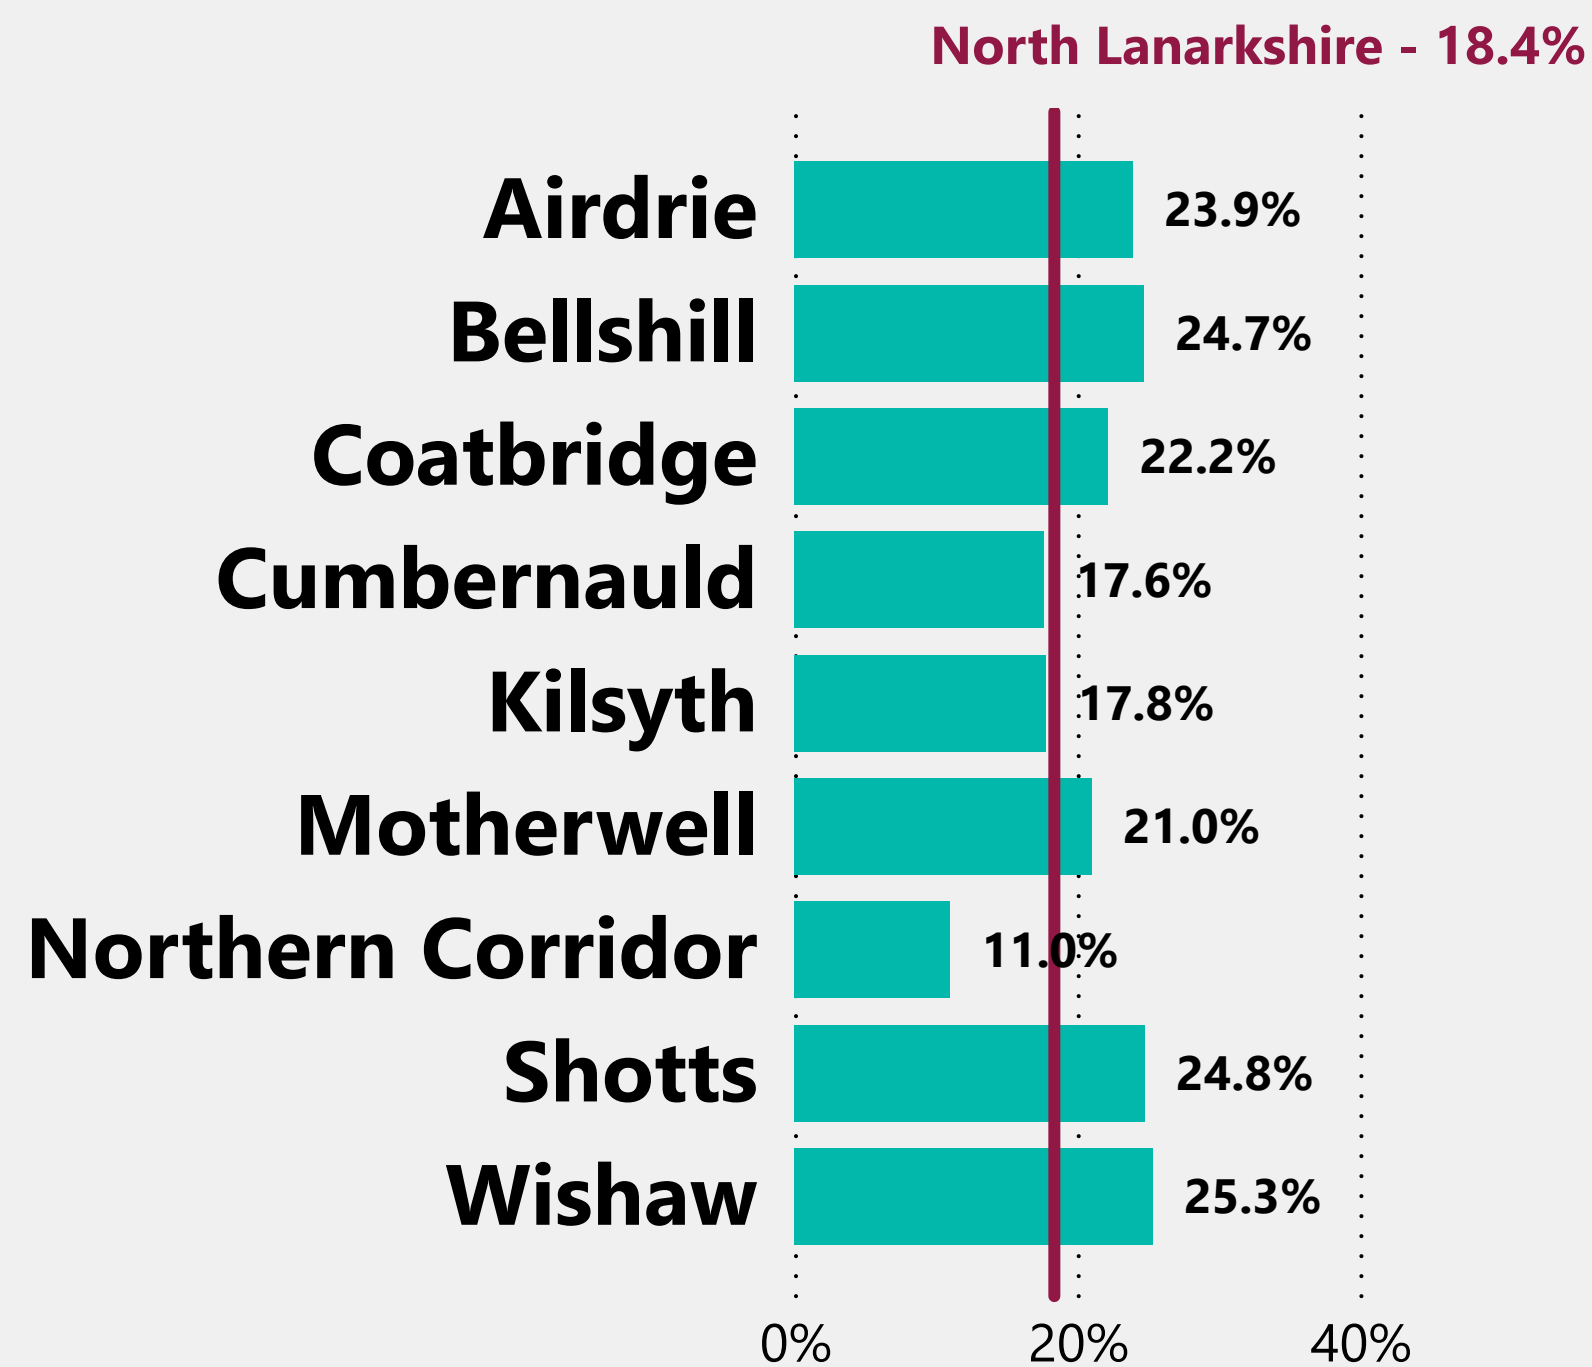 North Lanarkshire - 18.4%
Airdrie 23.9%
Bellshill 24.7%
Coatbridge 22.2%
Cumbernauld 17.6%
Kilsyth 17.8%
Motherwell 21.0%
Northern Corridor 11.0%
Shotts 24.8%
Wishaw 25.3%
0% 20% 40%